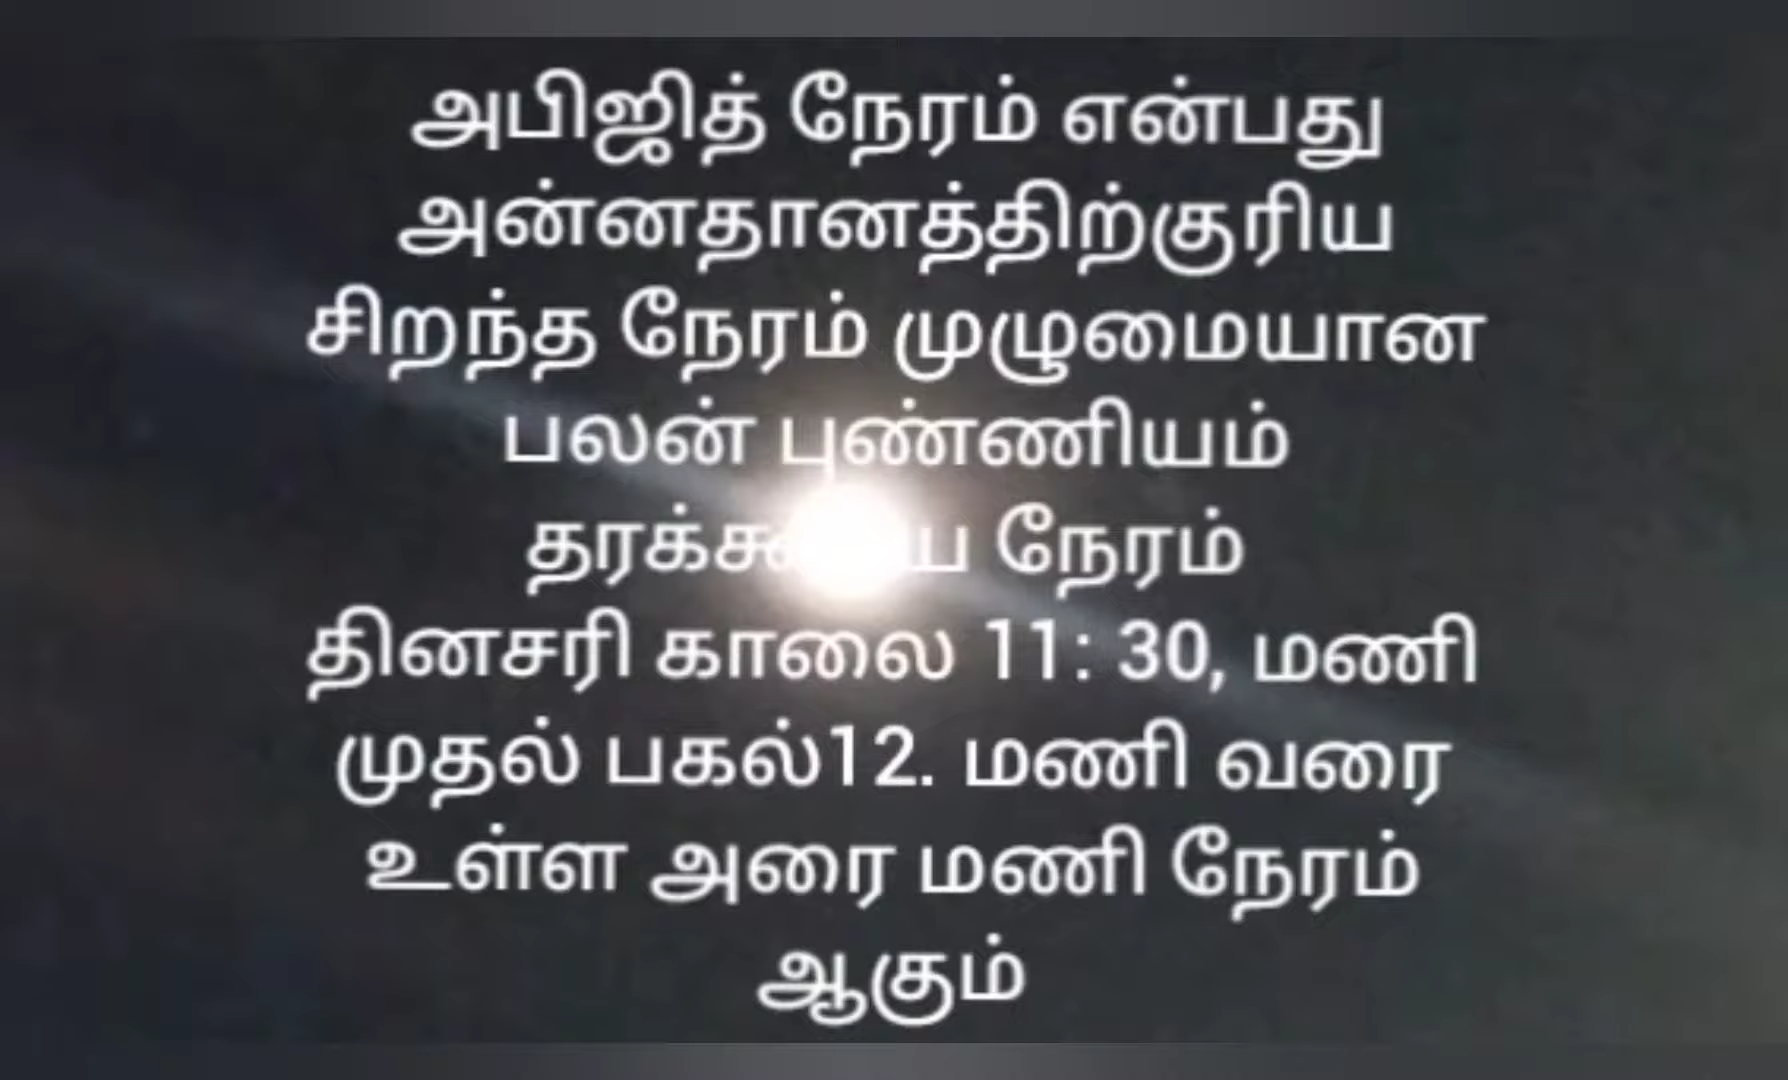 அபிஜித் நேரம் என்பது
அன்னதானத்திற்குரிய
சிறந்த நேரம் முழுமையான
பலன் புண்ணியம்
நேரம்
தினசரி காலை 11: 30, மணி
முதல் பகல்12. மணி வரை
உள்ள அரை மணி நேரம்
ஆகும்